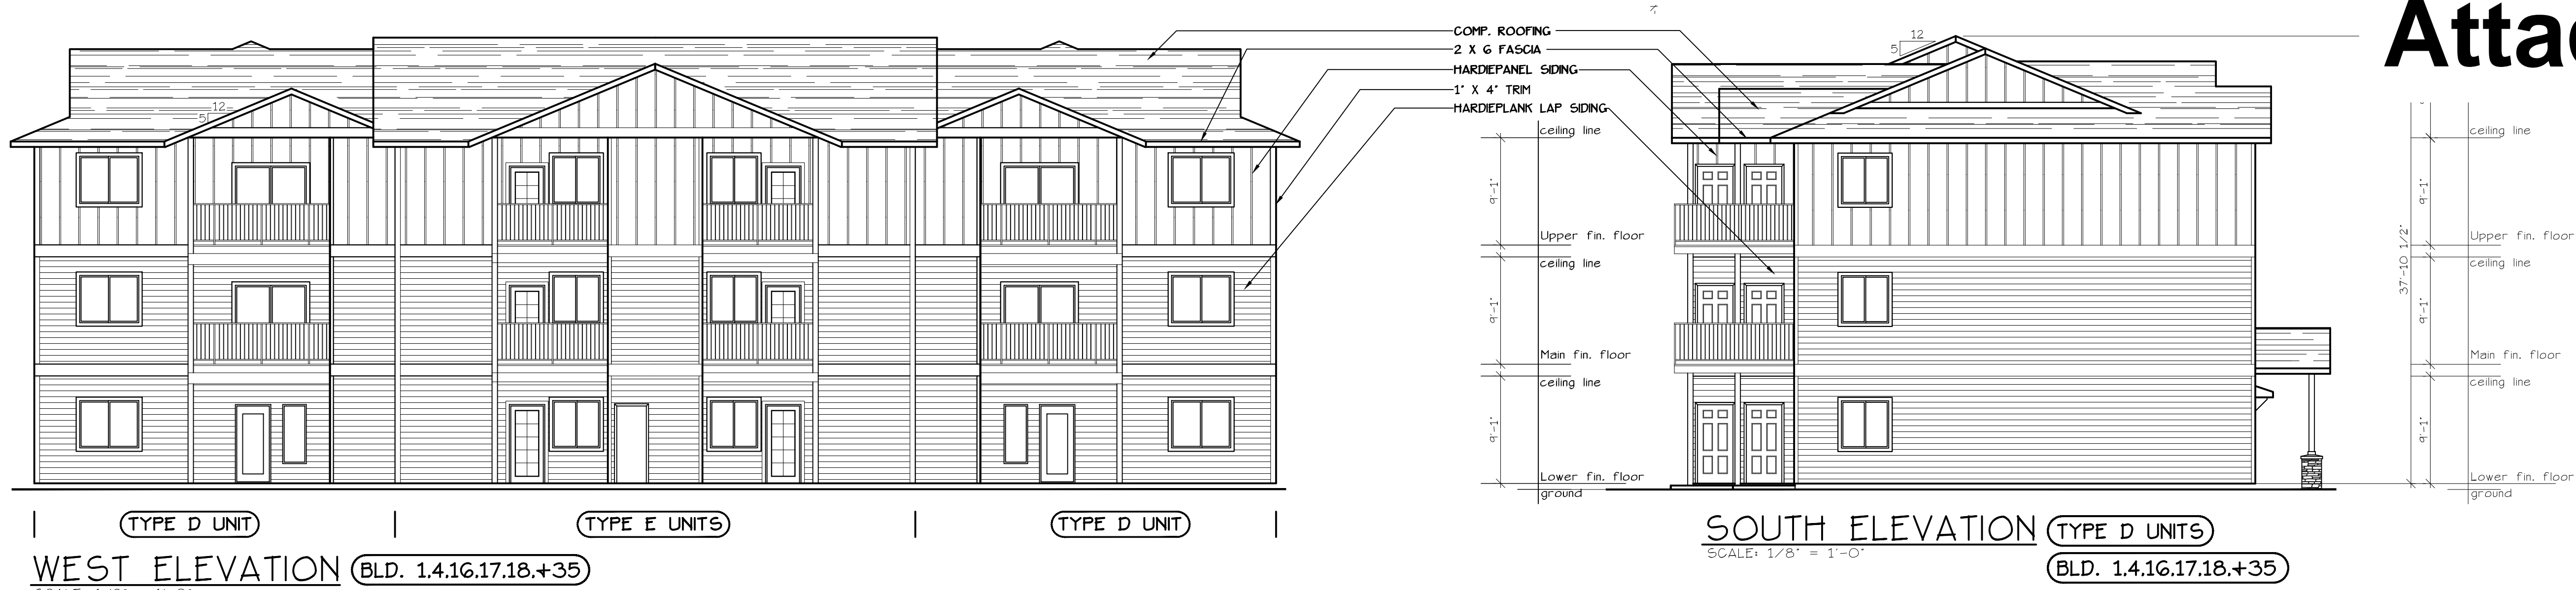 Attac
COMP. ROOFING
2 X 6 FASCIA
HARDIEPANEL SIDING
1" X 4" TRIM
HARDIEPLANK LAP SIDING
12
5
12
5
ceiling line
9'-1"
Upper fin. floor
ceiling line
9'-1"
Main fin. floor
ceiling line
9'-1"
Lower fin. floor
ground
ceiling line
9'-1"
Upper fin. floor
37'-10 1/2"
ceiling line
9'-1"
Main fin. floor
ceiling line
9'-1"
Lower fin. floor
ground
TYPE D UNIT
TYPE E UNITS
TYPE D UNIT
WEST ELEVATION
BLD. 1,4,16,17,18,+35
SOUTH ELEVATION
TYPE D UNITS
SCALE: 1/8" = 1'-0"
BLD. 1,4,16,17,18,+35